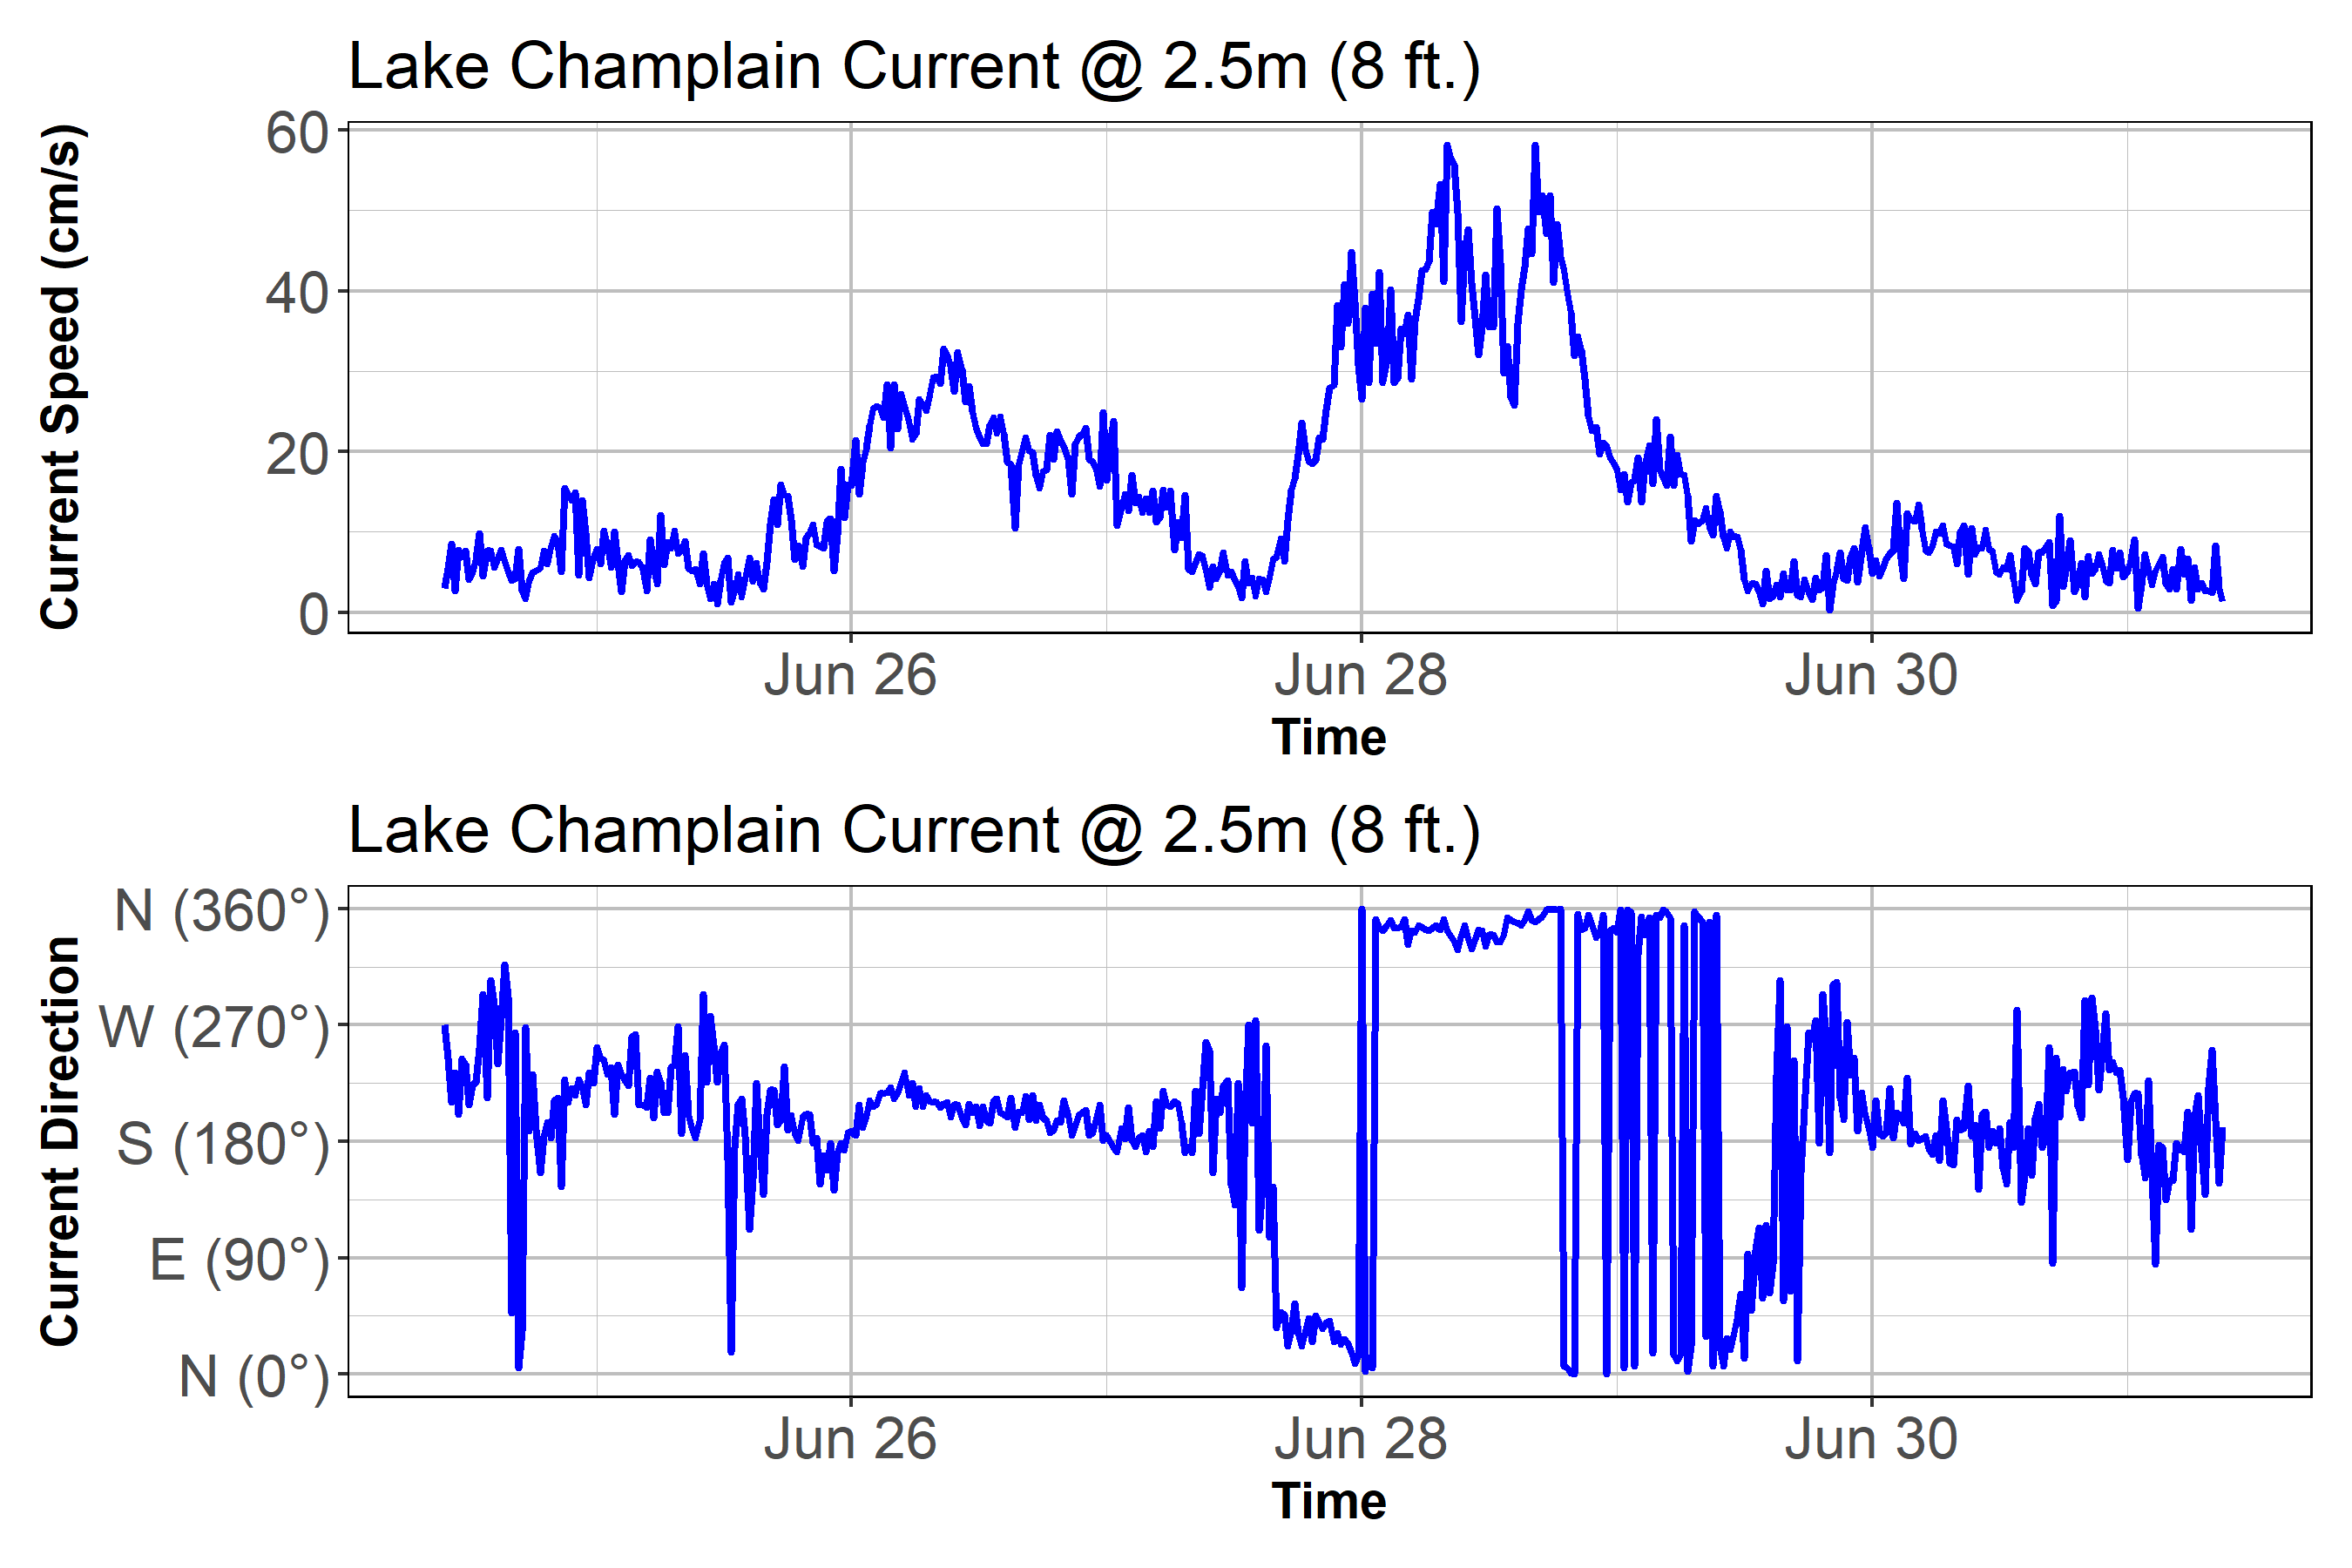 Lake Champlain Current @ 2.5m (8 ft.)
Current Speed (cm/s)
60
40
20
0
Jun 26 Jun 28 Jun 30
Time
Lake Champlain Current @ 2.5m (8 ft.)
Current Direction
N (360°)
W (270°)
S (180°)
E (90°)
N (0°)
Jun 26 Jun 28 Jun 30
Time